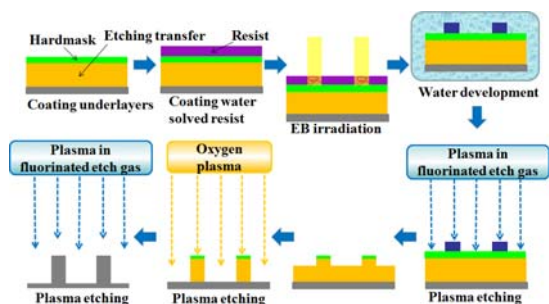 Hardmask
Etching transfer
Resist
Coating underlayers
Coating water
solved resist
EB irradiation
Water development
Plasma in
fluorinated etch gas
Oxygen
plasma
Plasma in
fluorinated etch gas
Plasma etching
Plasma etching
Plasma etching